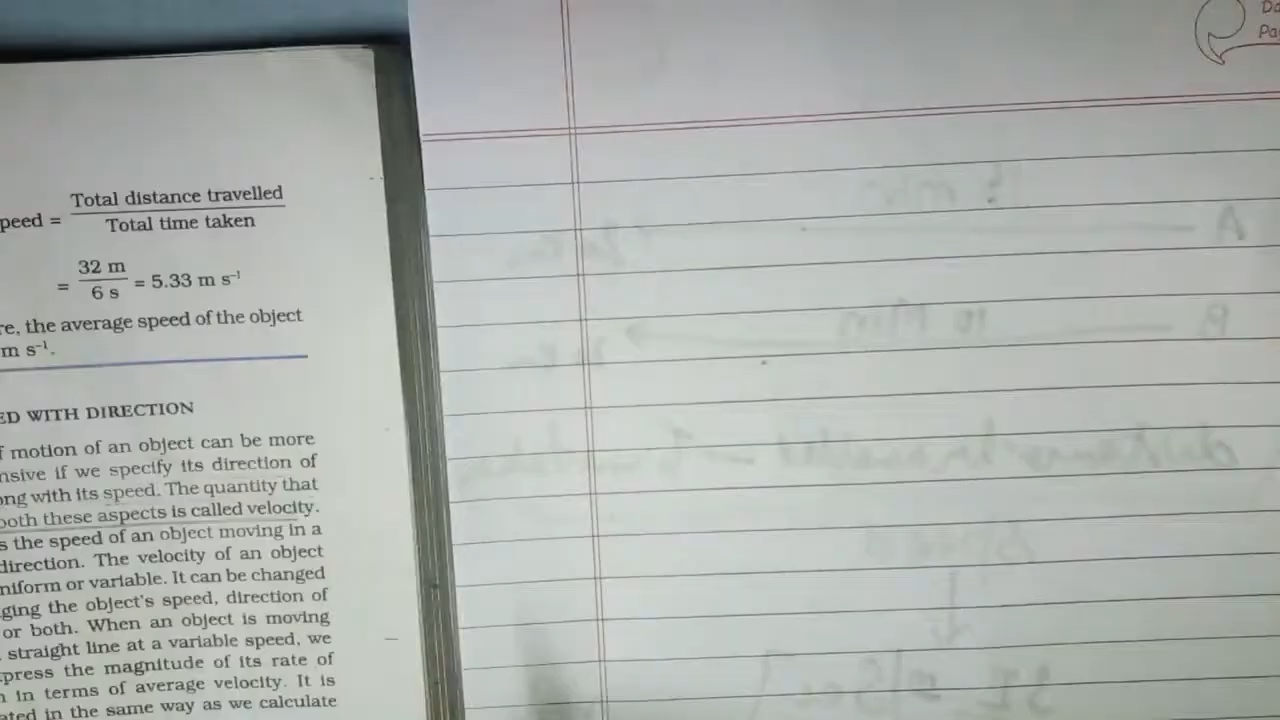 Total distance travelled
peed =
Total time taken
32 m
= = 5.33 m s⁻¹
6 s
re, the average speed of the object
m s⁻¹.
ED WITH DIRECTION
f motion of an object can be more
nsive if we specify its direction of
ong with its speed. The quantity that
both these aspects is called velocity.
s the speed of an object moving in a
direction. The velocity of an object
niform or variable. It can be changed
ging the object's speed, direction of
or both. When an object is moving
straight line at a variable speed, we
xpress the magnitude of its rate of
n in terms of average velocity. It is
ated in the same way as we calculate
Da
Pa